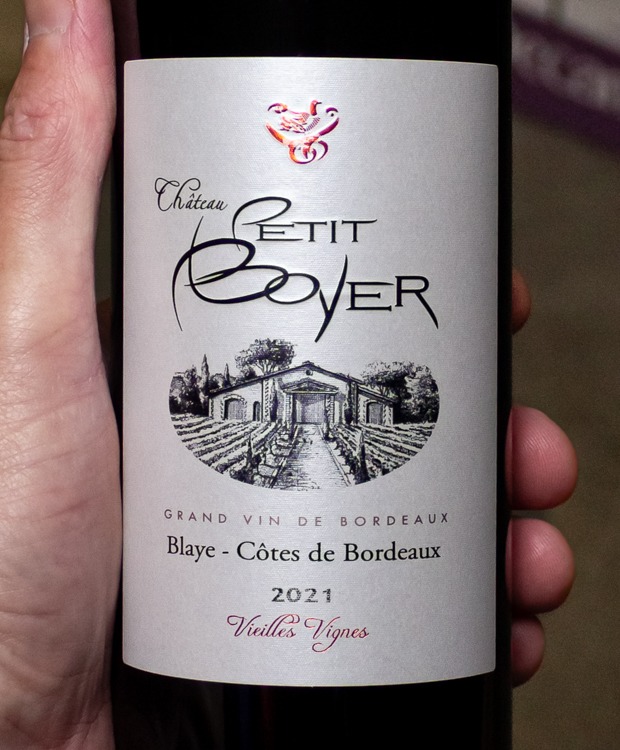 Château
PETIT
BOYER
GRAND VIN DE BORDEAUX
Blaye - Côtes de Bordeaux
2021
Vieilles Vignes